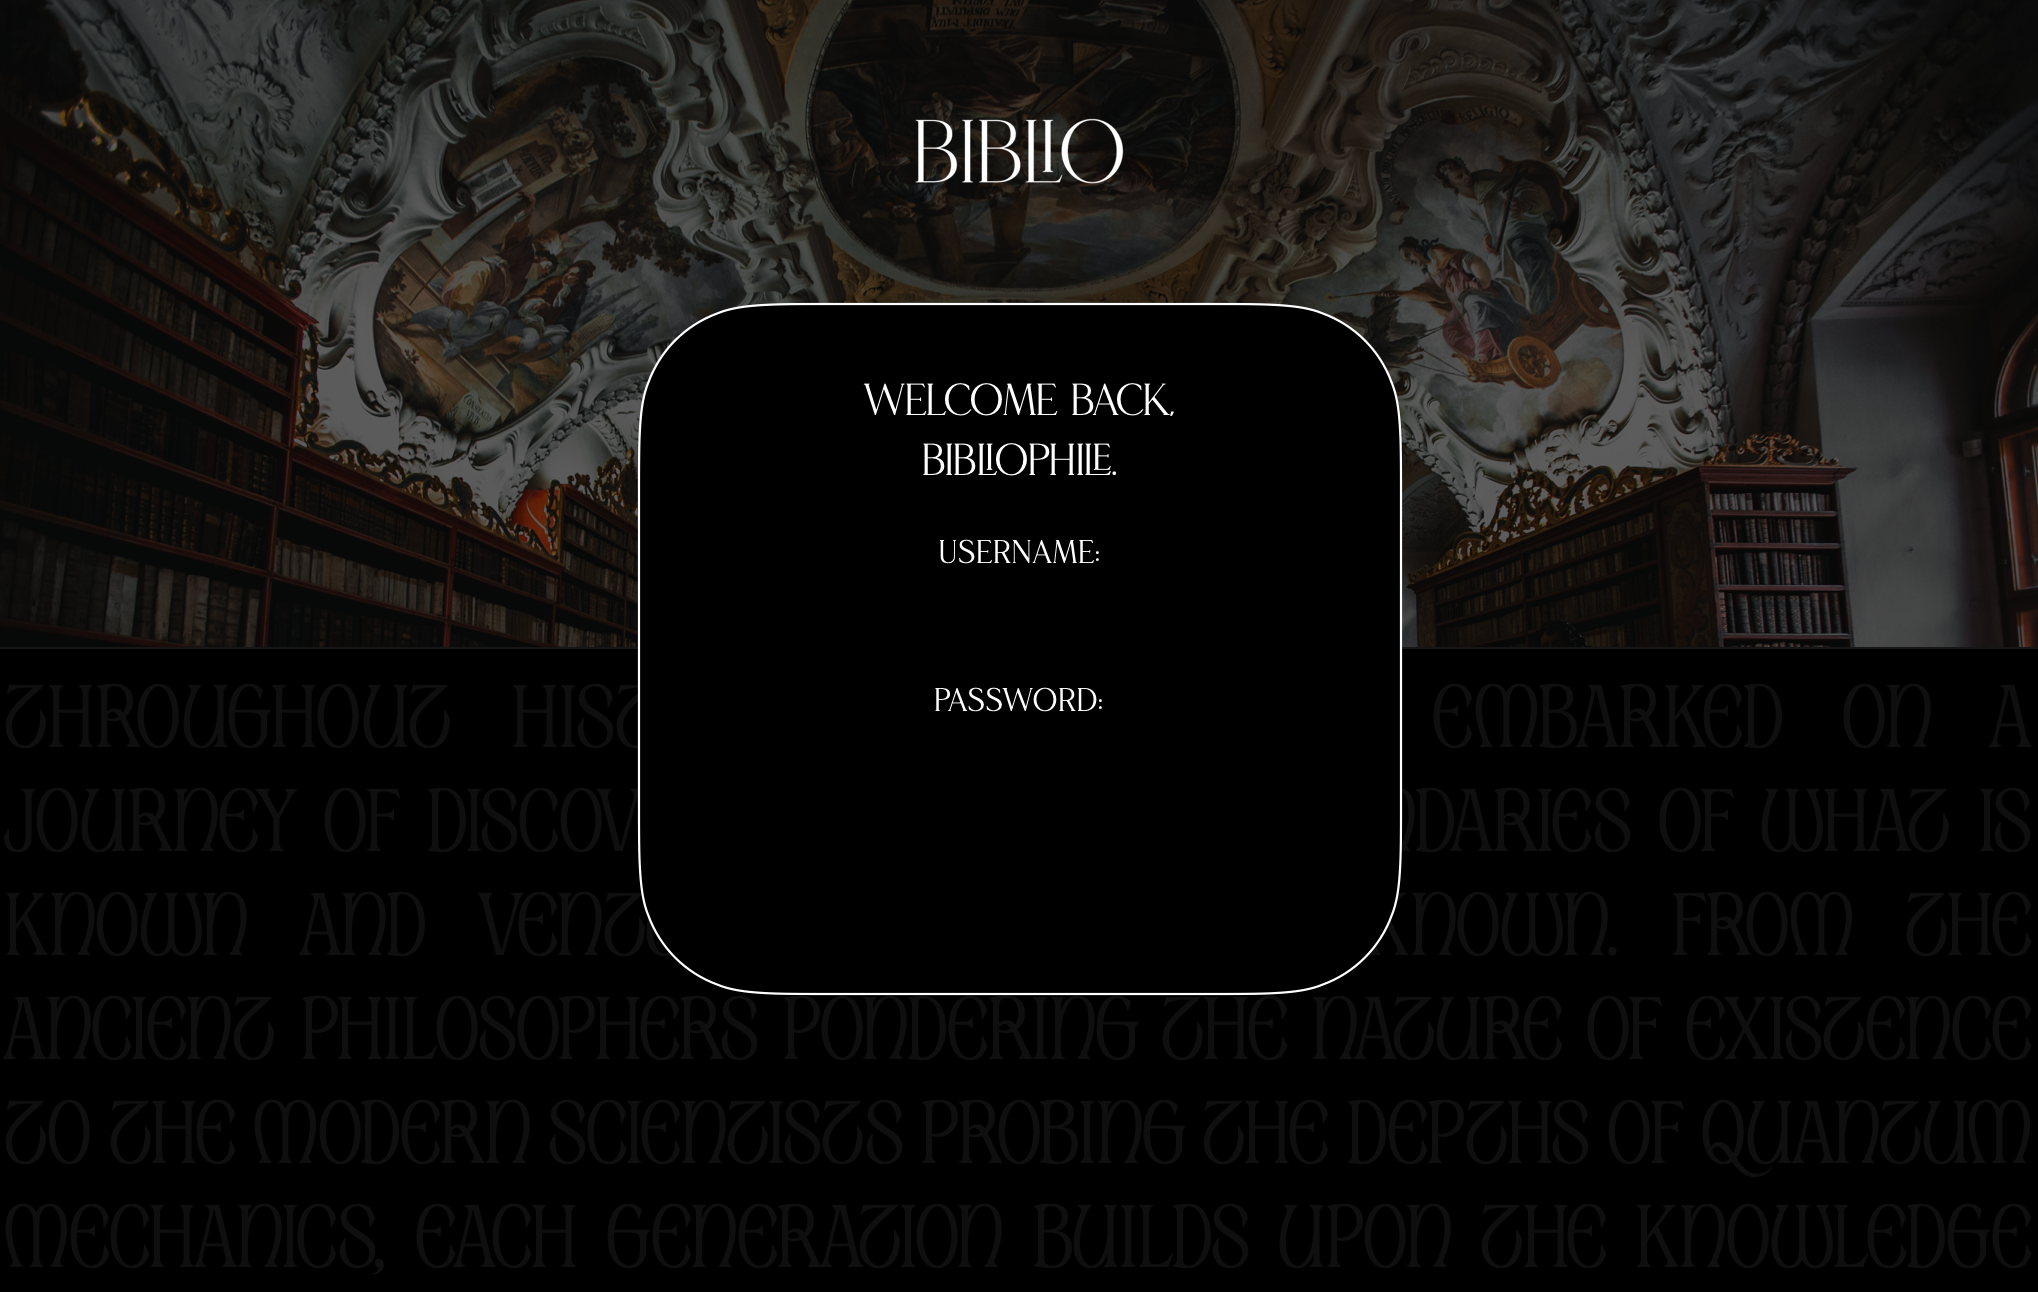 BIBLIO
WELCOME BACK,
BIBLIOPHILE.
USERNAME:
PASSWORD:
THROUGHOUT HIST EMBARKED ON A
JOURNEY OF DISCOV NDARIES OF WHAT IS
KNOWN AND VENT KNOWN. FROM THE
ANCIENT PHILOSOPHERS PONDERING THE NATURE OF EXISTENCE
TO THE MODERN SCIENTISTS PROBING THE DEPTHS OF QUANTUM
MECHANICS, EACH GENERATION BUILDS UPON THE KNOWLEDGE